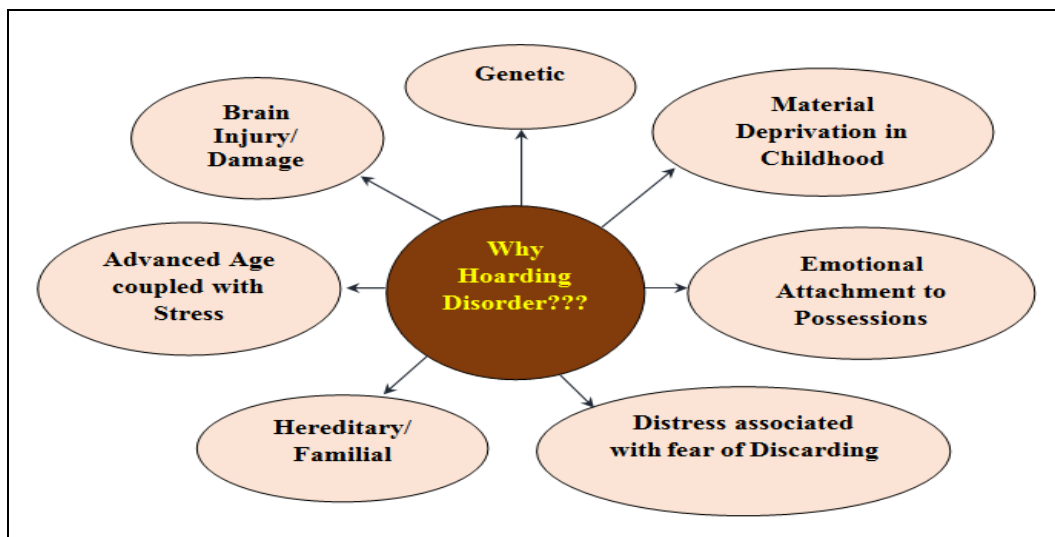 Genetic
Brain
Injury/
Damage
Material
Deprivation in
Childhood
Why
Hoarding
Disorder???
Advanced Age
coupled with
Stress
Emotional
Attachment to
Possessions
Hereditary/
Familial
Distress associated
with fear of Discarding